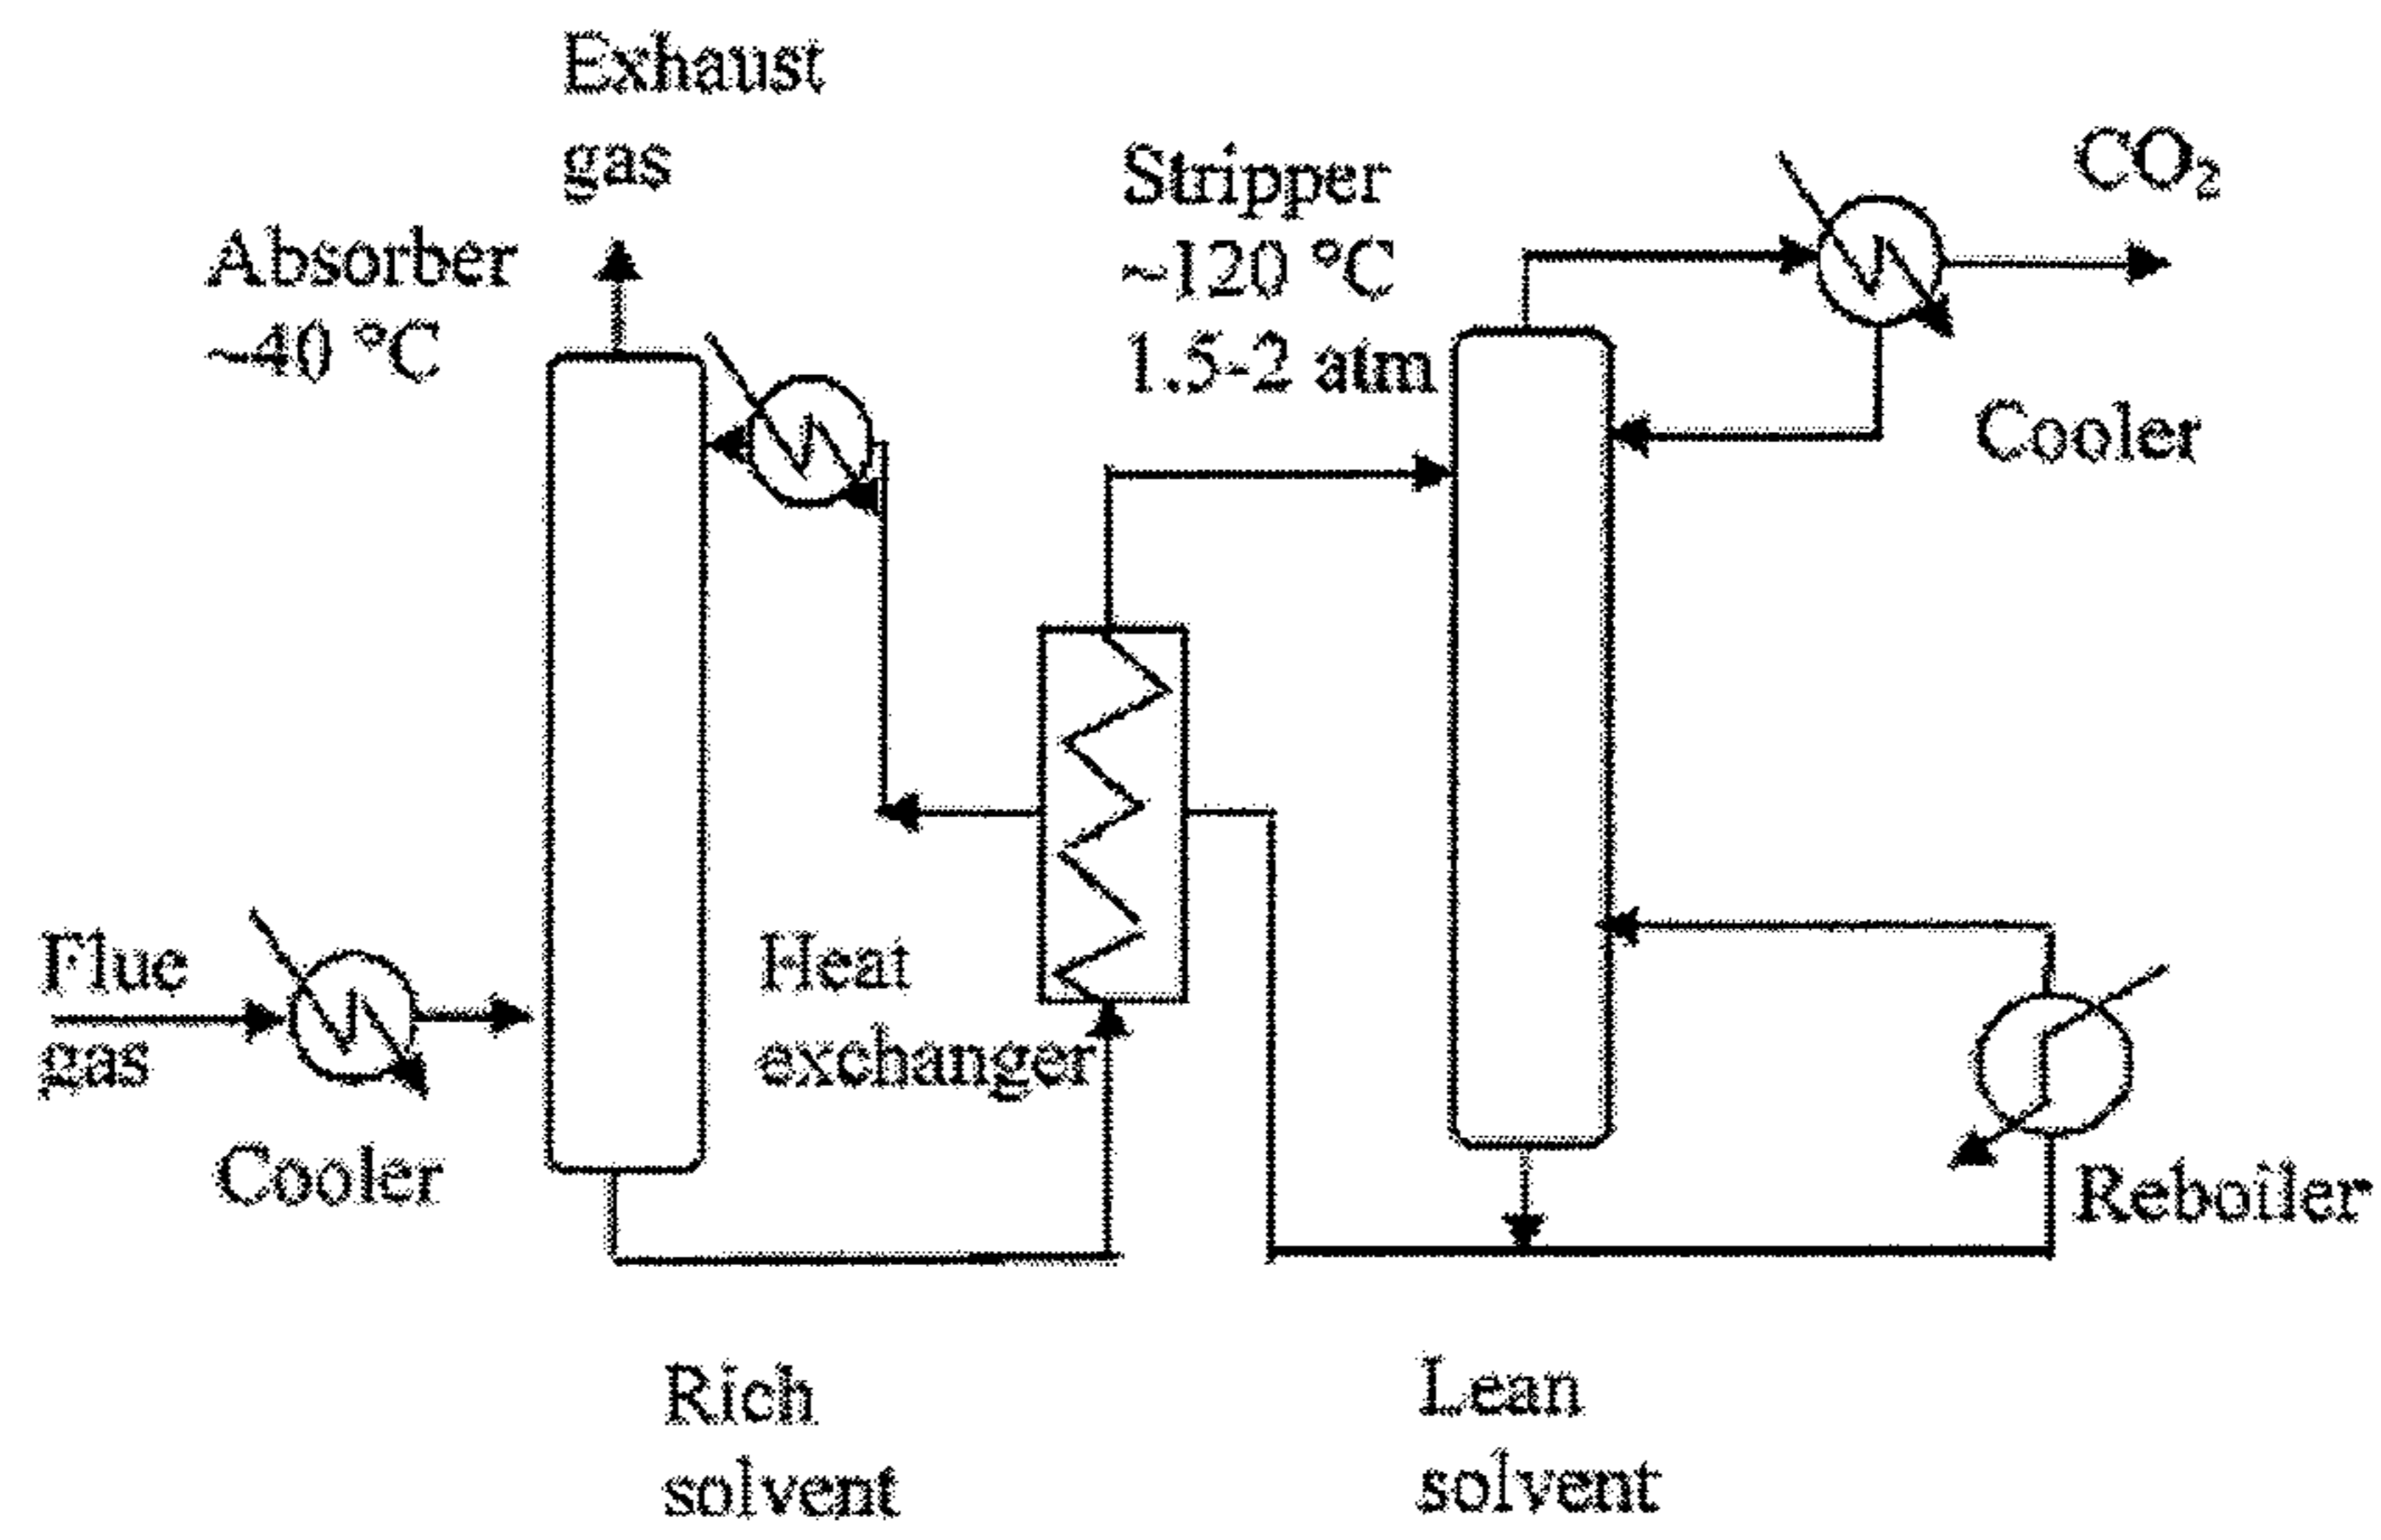 Exhaust
gas
Absorber
~40 °C
Stripper
~120 °C
1.5-2 atm
CO₂
Cooler
Flue
gas
Cooler
Heat
exchanger
Reboiler
Rich
solvent
Lean
solvent